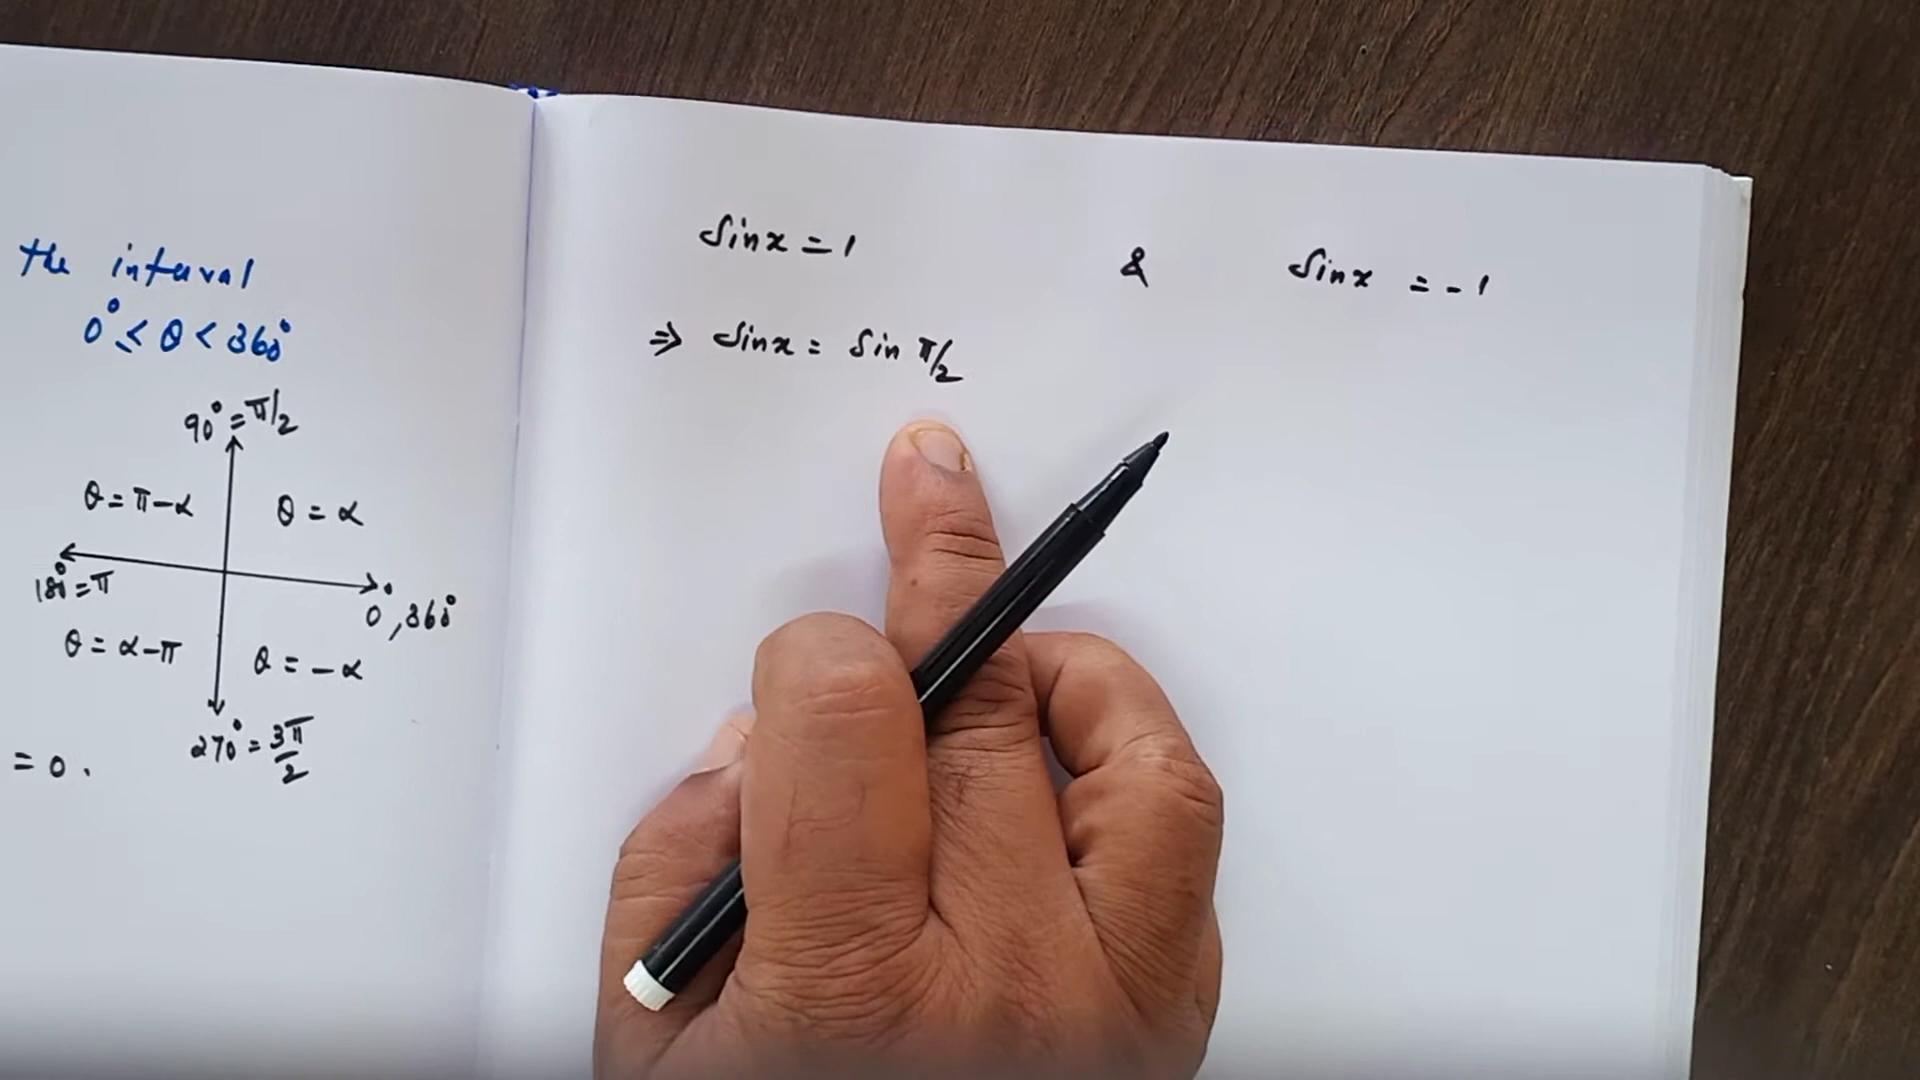 the interval
0° ≤ θ < 360°
90° = π/2
θ = π-α
θ = α
180° = π
0°, 360°
θ = α-π
θ = -α
270° = 3π/2
= 0.
Sinx = 1 & Sinx = -1
⇒ Sinx = Sin π/2